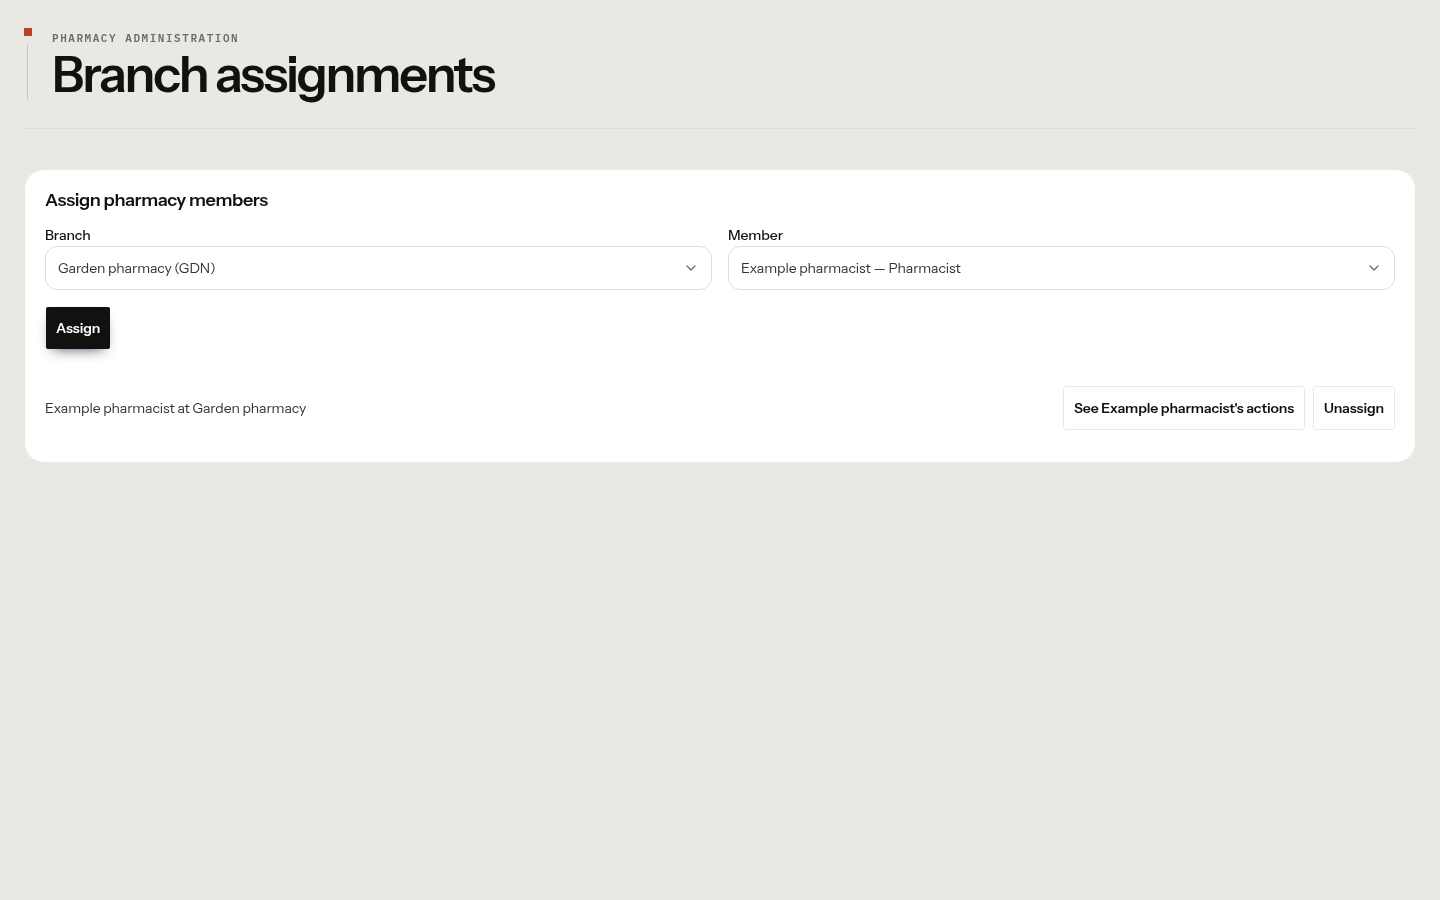 PHARMACY ADMINISTRATION
Branch assignments
Assign pharmacy members
Branch
Member
Garden pharmacy (GDN)
Example pharmacist — Pharmacist
Assign
Example pharmacist at Garden pharmacy
See Example pharmacist's actions
Unassign